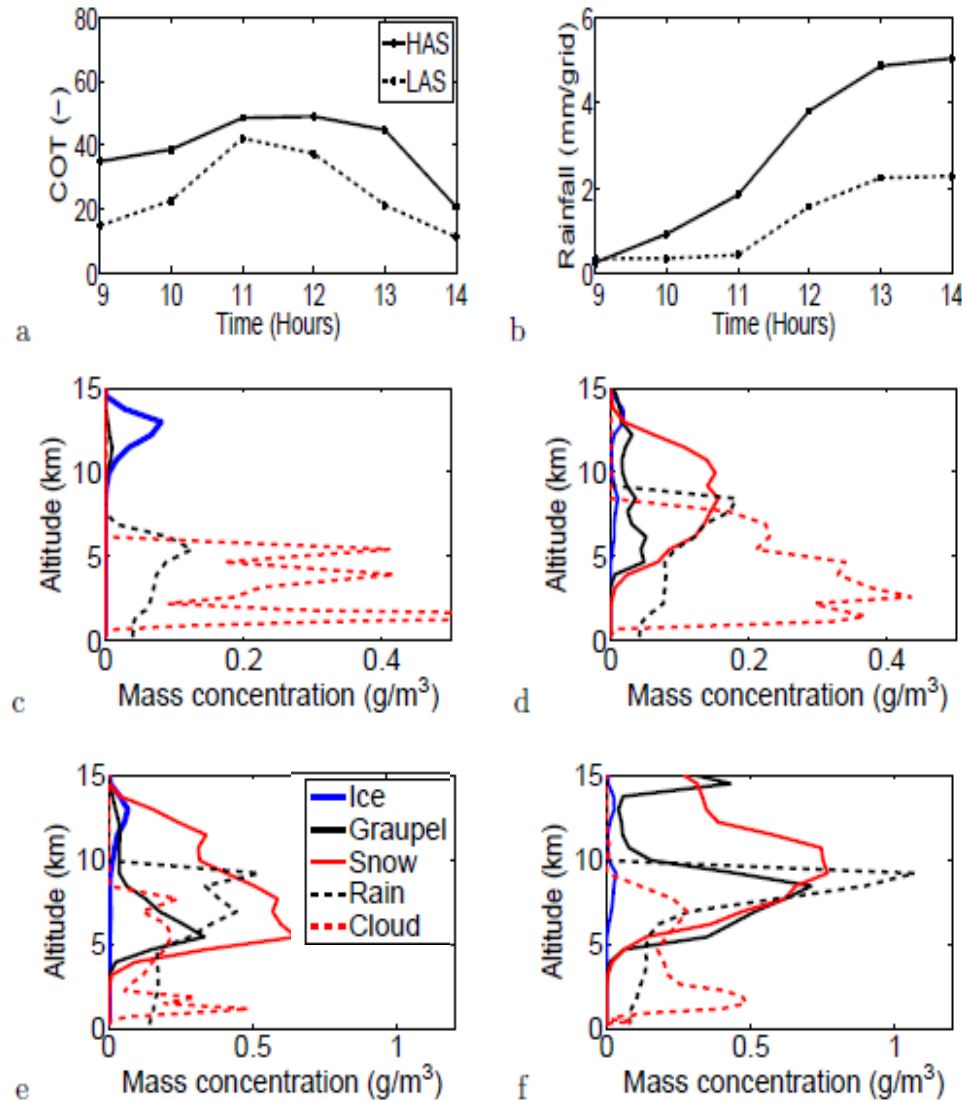 80
60
40
20
0
COT (−)
HAS
LAS
9 10 11 12 13 14
Time (Hours)
a
6
4
2
0
Rainfall (mm/grid)
9 10 11 12 13 14
Time (Hours)
b
15
10
5
0
Altitude (km)
0 0.2 0.4
Mass concentration (g/m³)
c
15
10
5
0
Altitude (km)
0 0.2 0.4
Mass concentration (g/m³)
d
15
10
5
0
Altitude (km)
Ice
Graupel
Snow
Rain
Cloud
0 0.5 1
Mass concentration (g/m³)
e
15
10
5
0
Altitude (km)
0 0.5 1
Mass concentration (g/m³)
f